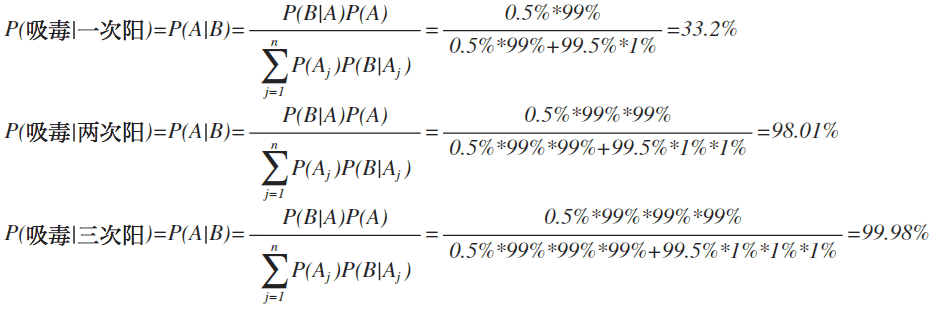 P(吸毒|一次阳)=P(A|B)= P(B|A)P(A) / ∑_{j=1}^{n} P(A_j)P(B|A_j) = 0.5%*99% / 0.5%*99%+99.5%*1% =33.2%
P(吸毒|两次阳)=P(A|B)= P(B|A)P(A) / ∑_{j=1}^{n} P(A_j)P(B|A_j) = 0.5%*99%*99% / 0.5%*99%*99%+99.5%*1%*1% =98.01%
P(吸毒|三次阳)=P(A|B)= P(B|A)P(A) / ∑_{j=1}^{n} P(A_j)P(B|A_j) = 0.5%*99%*99%*99% / 0.5%*99%*99%*99%+99.5%*1%*1%*1% =99.98%